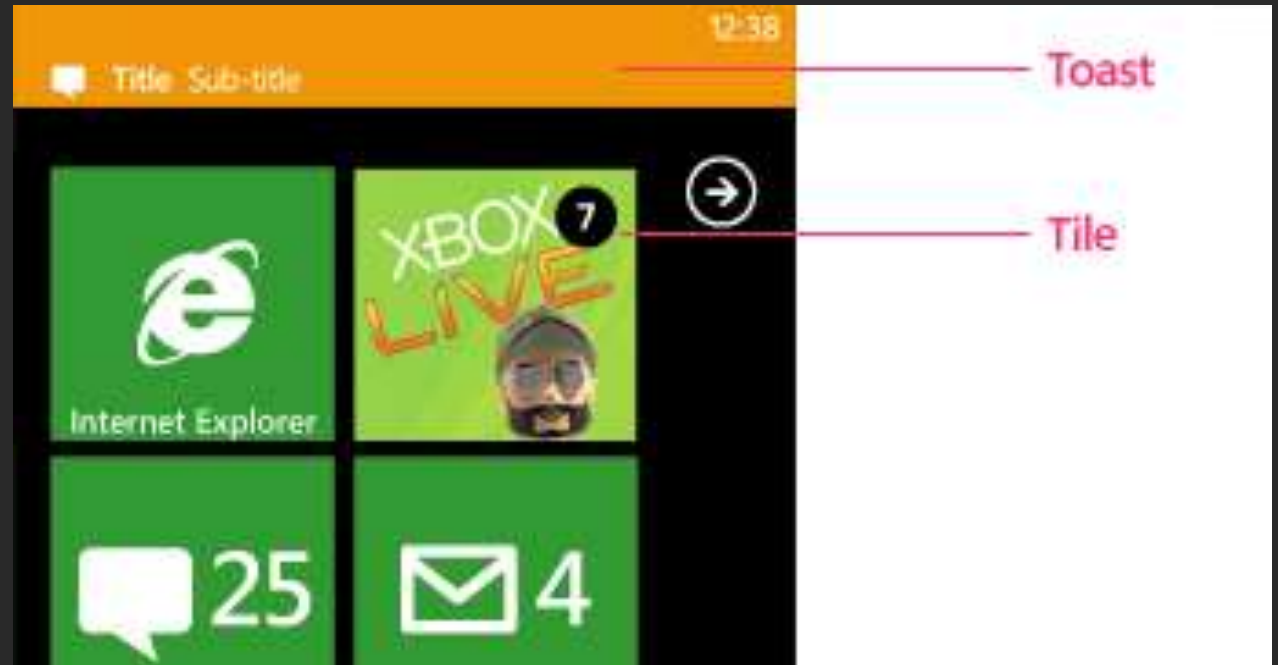 12:38
Title Sub-title
Toast
XBOX
LIVE
7
Tile
Internet Explorer
25
4